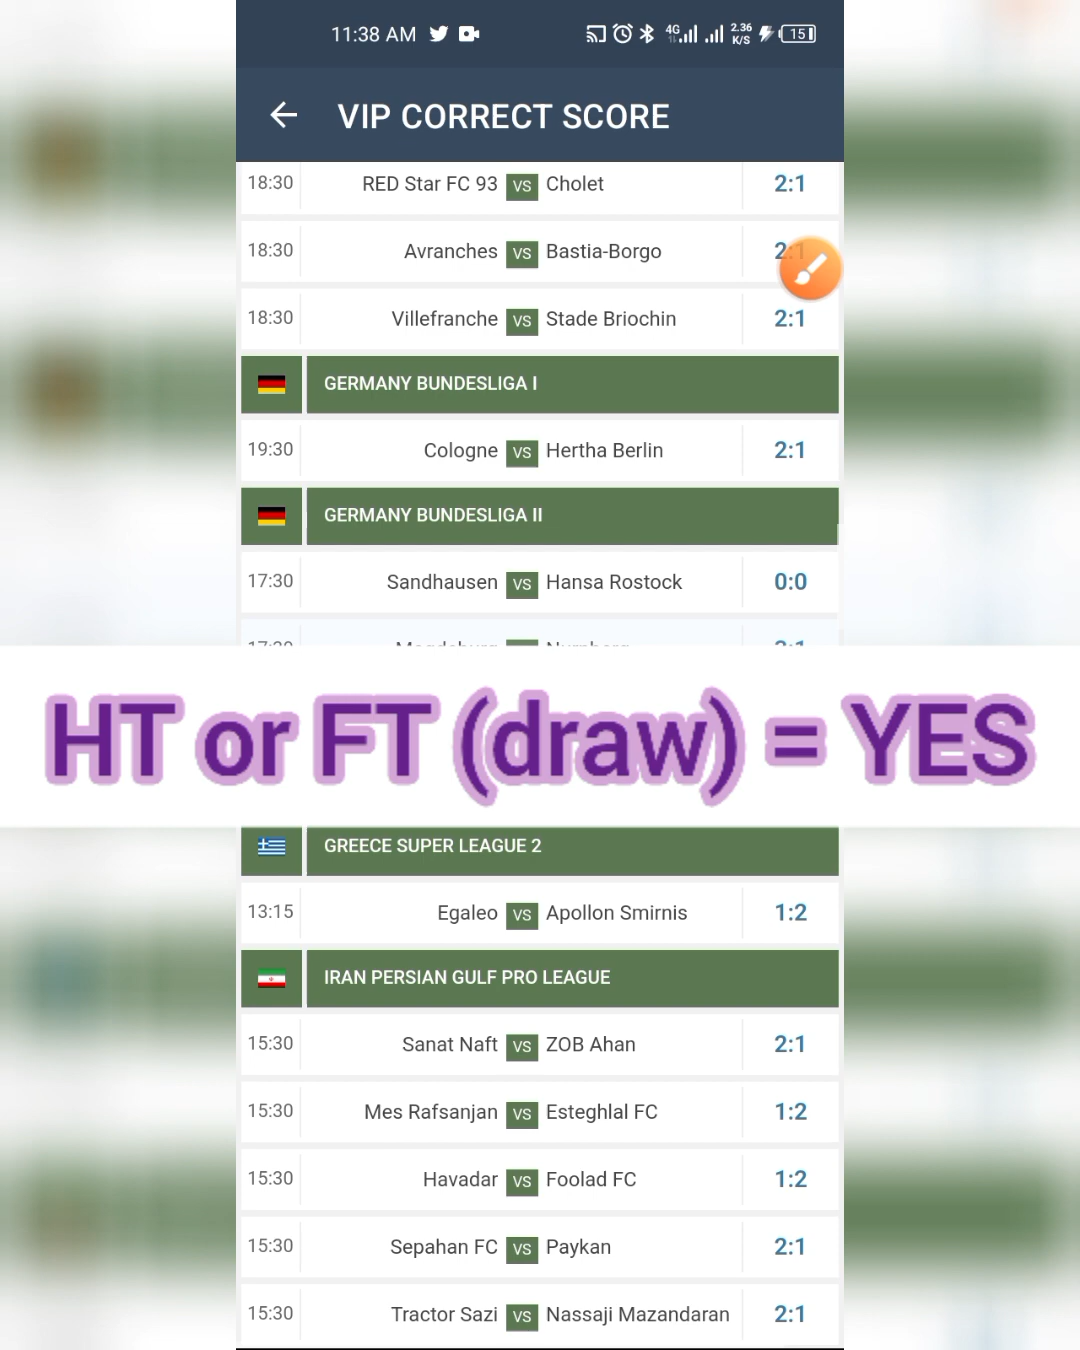 11:38 AM 4G 2.36 K/S 15
VIP CORRECT SCORE
18:30 RED Star FC 93 VS Cholet 2:1
18:30 Avranches VS Bastia-Borgo 2:1
18:30 Villefranche VS Stade Briochin 2:1
GERMANY BUNDESLIGA I
19:30 Cologne VS Hertha Berlin 2:1
GERMANY BUNDESLIGA II
17:30 Sandhausen VS Hansa Rostock 0:0
HT or FT (draw) = YES
GREECE SUPER LEAGUE 2
13:15 Egaleo VS Apollon Smirnis 1:2
IRAN PERSIAN GULF PRO LEAGUE
15:30 Sanat Naft VS ZOB Ahan 2:1
15:30 Mes Rafsanjan VS Esteghlal FC 1:2
15:30 Havadar VS Foolad FC 1:2
15:30 Sepahan FC VS Paykan 2:1
15:30 Tractor Sazi VS Nassaji Mazandaran 2:1